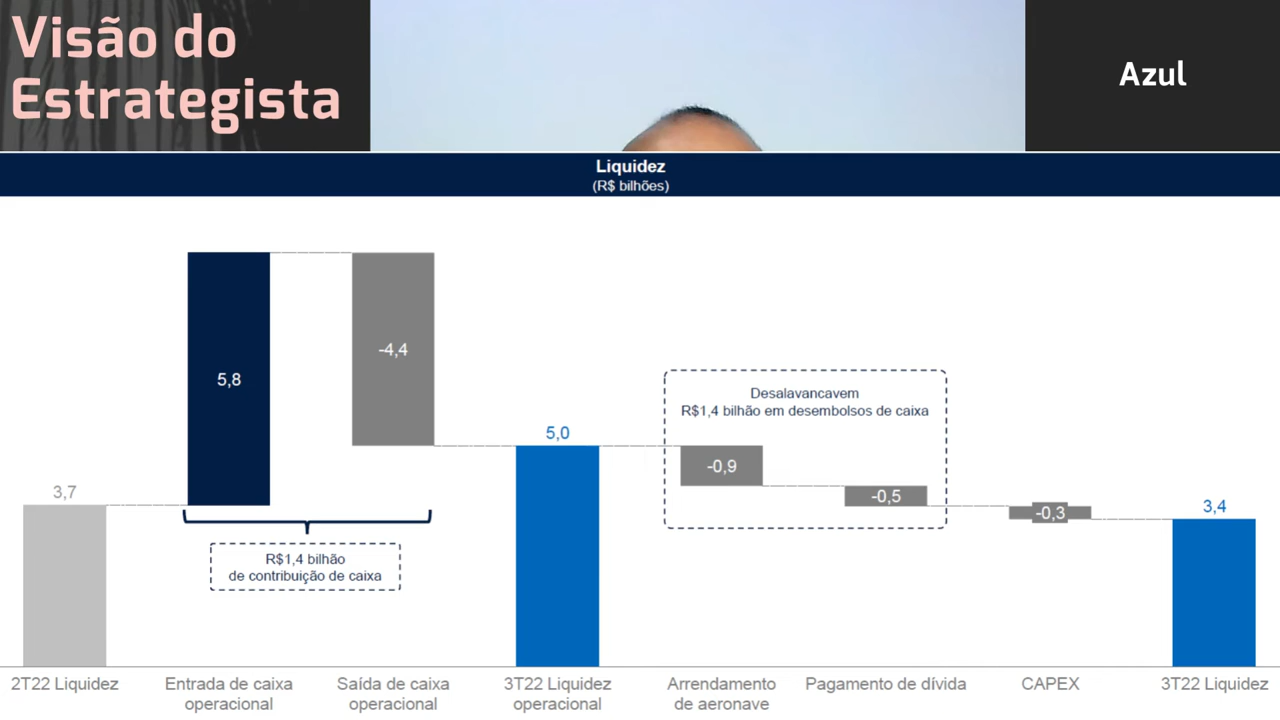 Visão do
Estrategista
Azul
Liquidez
(R$ bilhões)
3,7
5,8
-4,4
5,0
-0,9
-0,5
-0,3
3,4
R$1,4 bilhão
de contribuição de caixa
Desalavancavem
R$1,4 bilhão em desembolsos de caixa
2T22 Liquidez
Entrada de caixa
operacional
Saída de caixa
operacional
3T22 Liquidez
operacional
Arrendamento
de aeronave
Pagamento de dívida
CAPEX
3T22 Liquidez